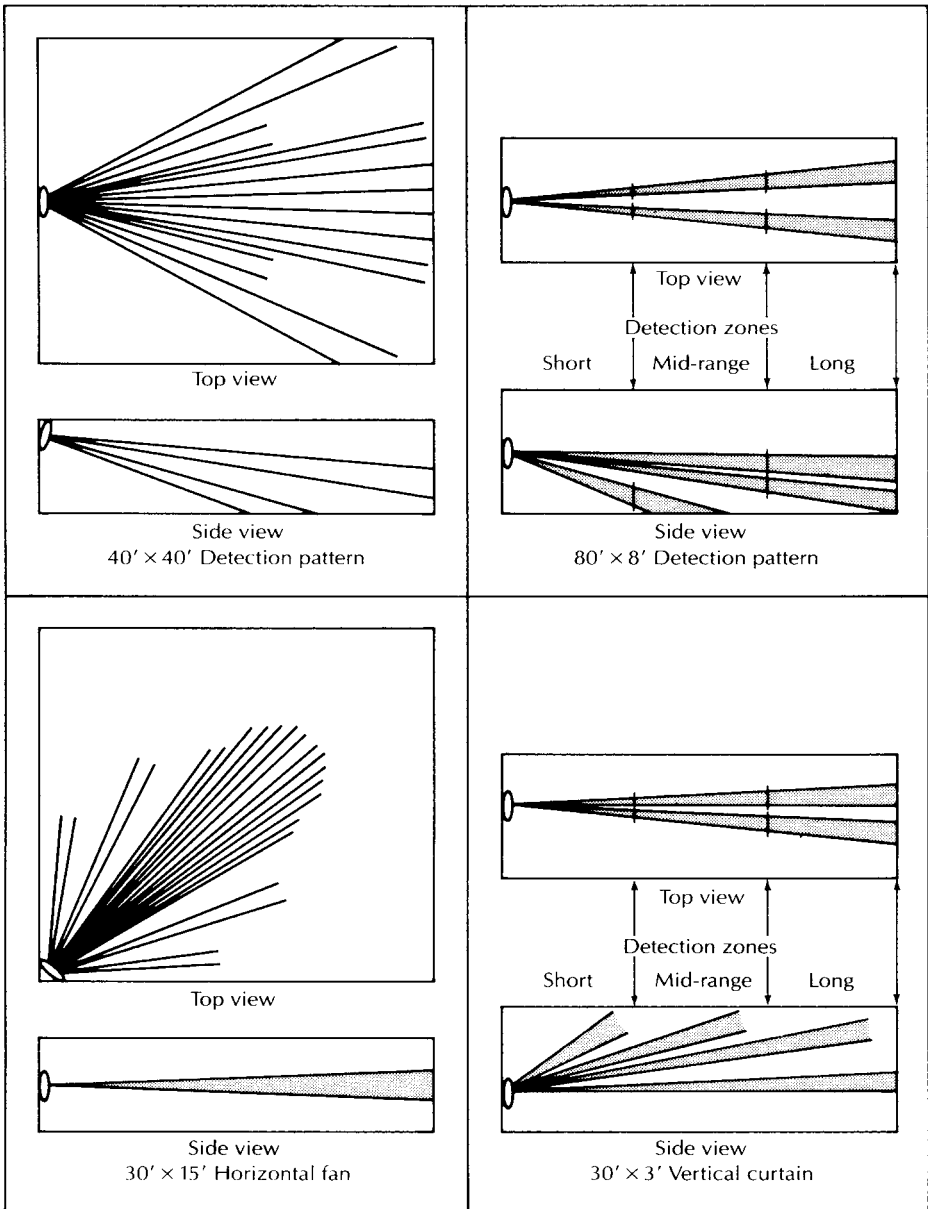 Top view
Side view
40′ × 40′ Detection pattern
Top view
Detection zones
Short Mid-range Long
Side view
80′ × 8′ Detection pattern
Top view
Side view
30′ × 15′ Horizontal fan
Top view
Detection zones
Short Mid-range Long
Side view
30′ × 3′ Vertical curtain